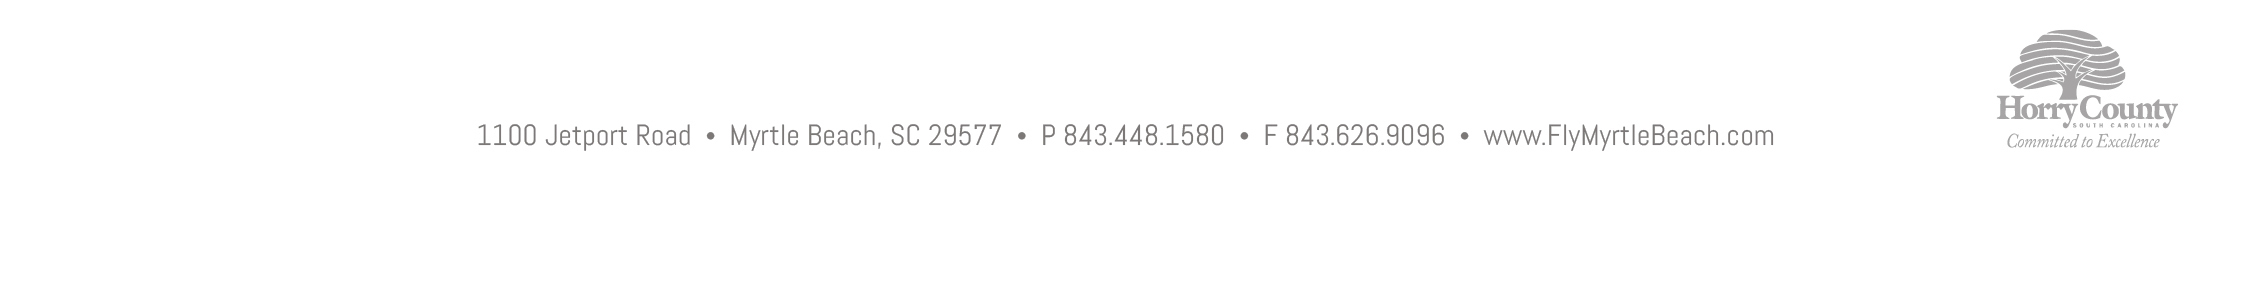 1100 Jetport Road • Myrtle Beach, SC 29577 • P 843.448.1580 • F 843.626.9096 • www.FlyMyrtleBeach.com
Horry County
SOUTH CAROLINA
Committed to Excellence